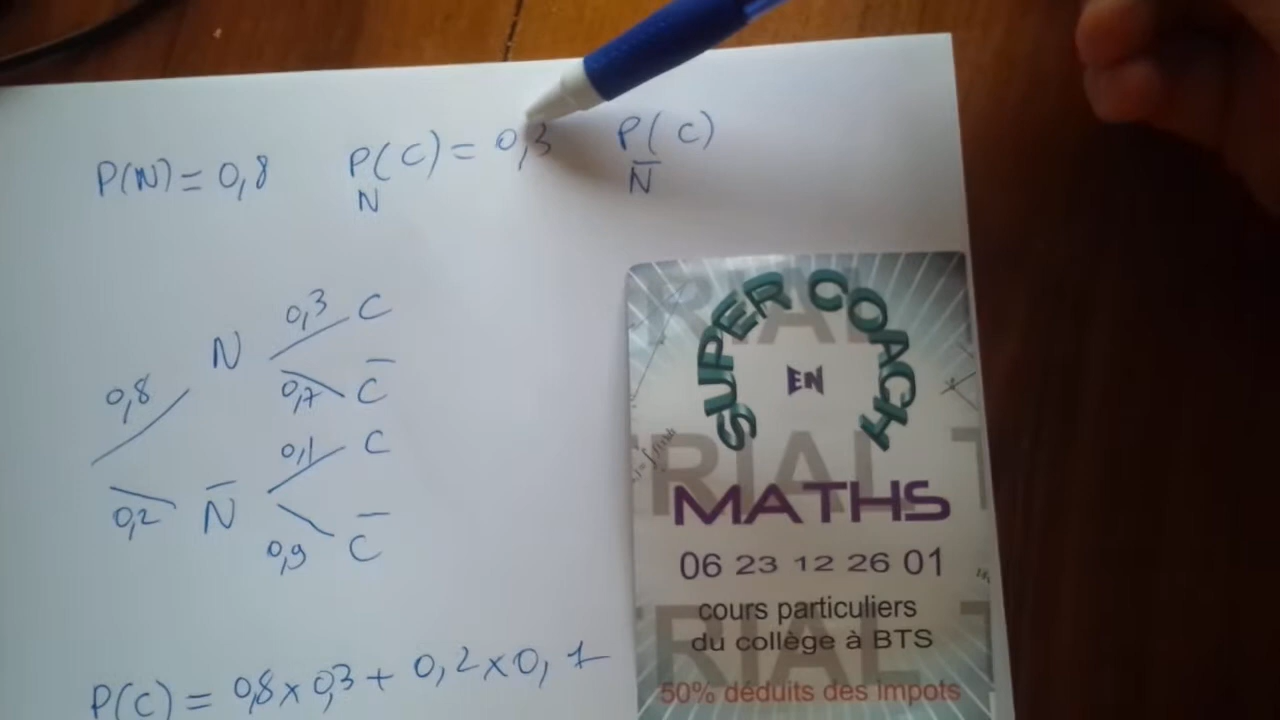 P(N) = 0,8
P_N(C) = 0,3
P_N̅(C)
0,8
N
0,3
C
0,7
C̅
0,2
N̅
0,1
C
0,9
C̅
P(C) = 0,8 x 0,3 + 0,2 x 0,1
SUPER COACH
EN
MATHS
06 23 12 26 01
cours particuliers
du collège à BTS
50% déduits des impots